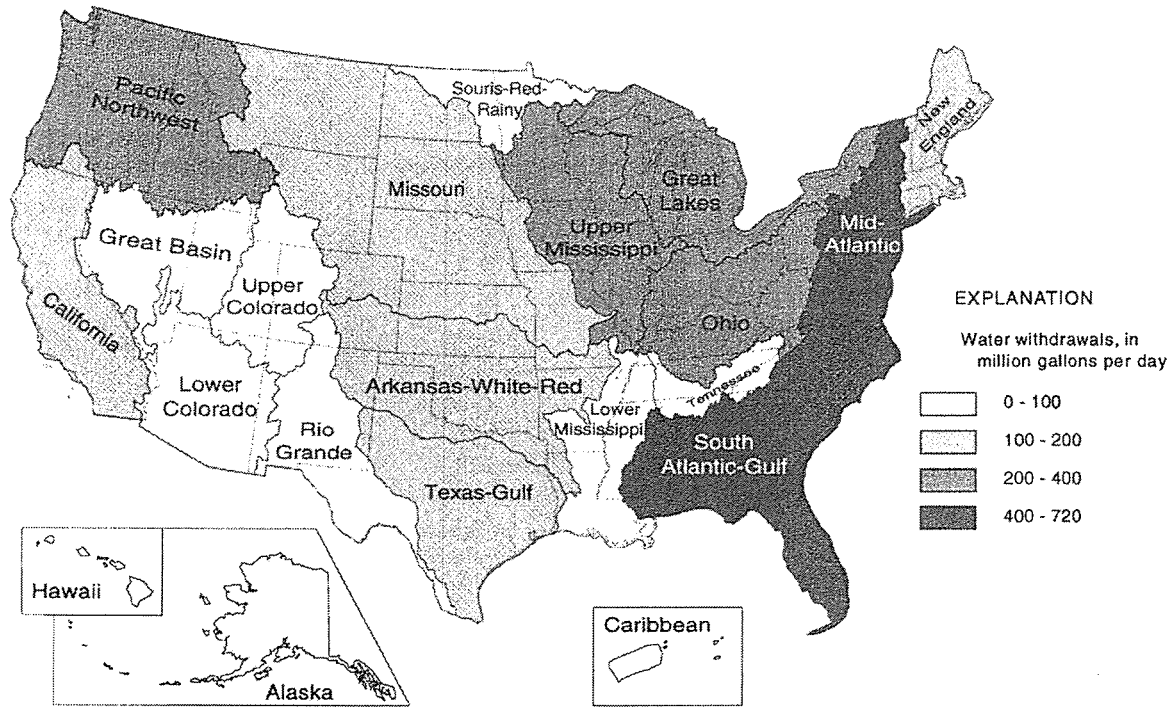 Pacific
Northwest
Souris-Red-
Rainy
New
England
Missouri
Great
Lakes
Upper
Mississippi
Mid-
Atlantic
Great Basin
Upper
Colorado
California
Ohio
Tennessee
Arkansas-White-Red
Lower
Colorado
Lower
Mississippi
Rio
Grande
South
Atlantic-Gulf
Texas-Gulf
EXPLANATION
Water withdrawals, in
million gallons per day
0 - 100
100 - 200
200 - 400
400 - 720
Hawaii
Alaska
Caribbean